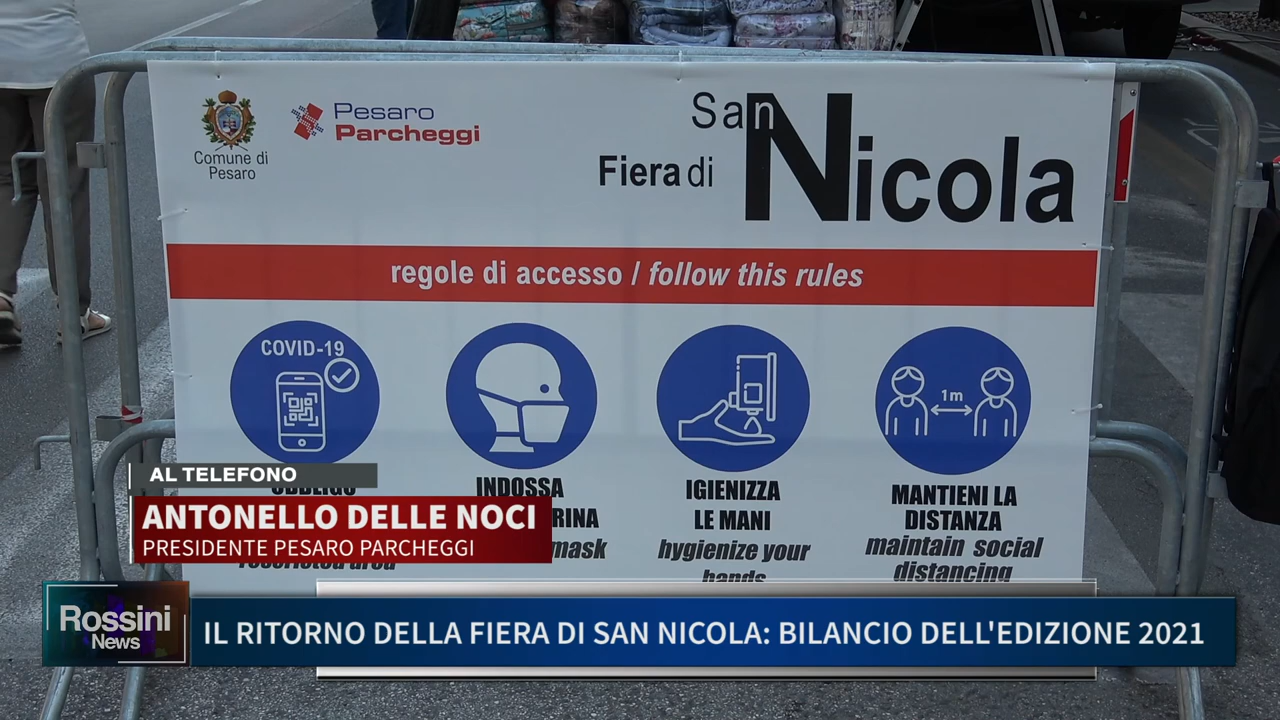 Comune di
Pesaro
Pesaro
Parcheggi
San
Fiera di Nicola
regole di accesso / follow this rules
COVID-19
1m
INDOSSA
IGIENIZZA
LE MANI
hygienize your
hands
MANTIENI LA
DISTANZA
maintain social
distancing
mask
AL TELEFONO
ANTONELLO DELLE NOCI
PRESIDENTE PESARO PARCHEGGI
Rossini
News
IL RITORNO DELLA FIERA DI SAN NICOLA: BILANCIO DELL'EDIZIONE 2021